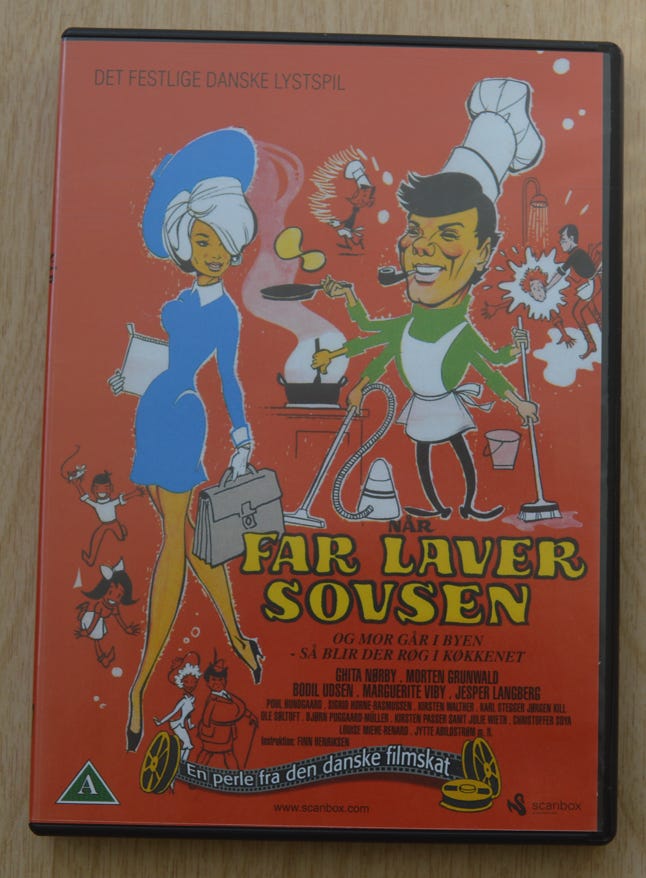 DET FESTLIGE DANSKE LYSTSPIL
NÅR
FAR LAVER
SOVSEN
OG MOR GÅR I BYEN
- SÅ BLIR DER RØG I KØKKENET
GHITA NØRBY . MORTEN GRUNWALD
BODIL UDSEN . MARGUERITE VIBY . JESPER LANGBERG
POUL BUNDGAARD . SIGRID HORNE-RASMUSSEN . KIRSTEN WALTHER . KARL STEGGER JØRGEN KIIL
OLE SØLTOFT . BJØRN PUGGAARD-MÜLLER . KIRSTEN PASSER SAMT JULIE WIETH . CHRISTOFFER
LOUISE MIEHE-RENARD . JYTTE ABILDSTRØM m. fl.
Instruktion: FINN HENRIKSEN
En perle fra den danske filmskat
A
www.scanbox.com
scanbox